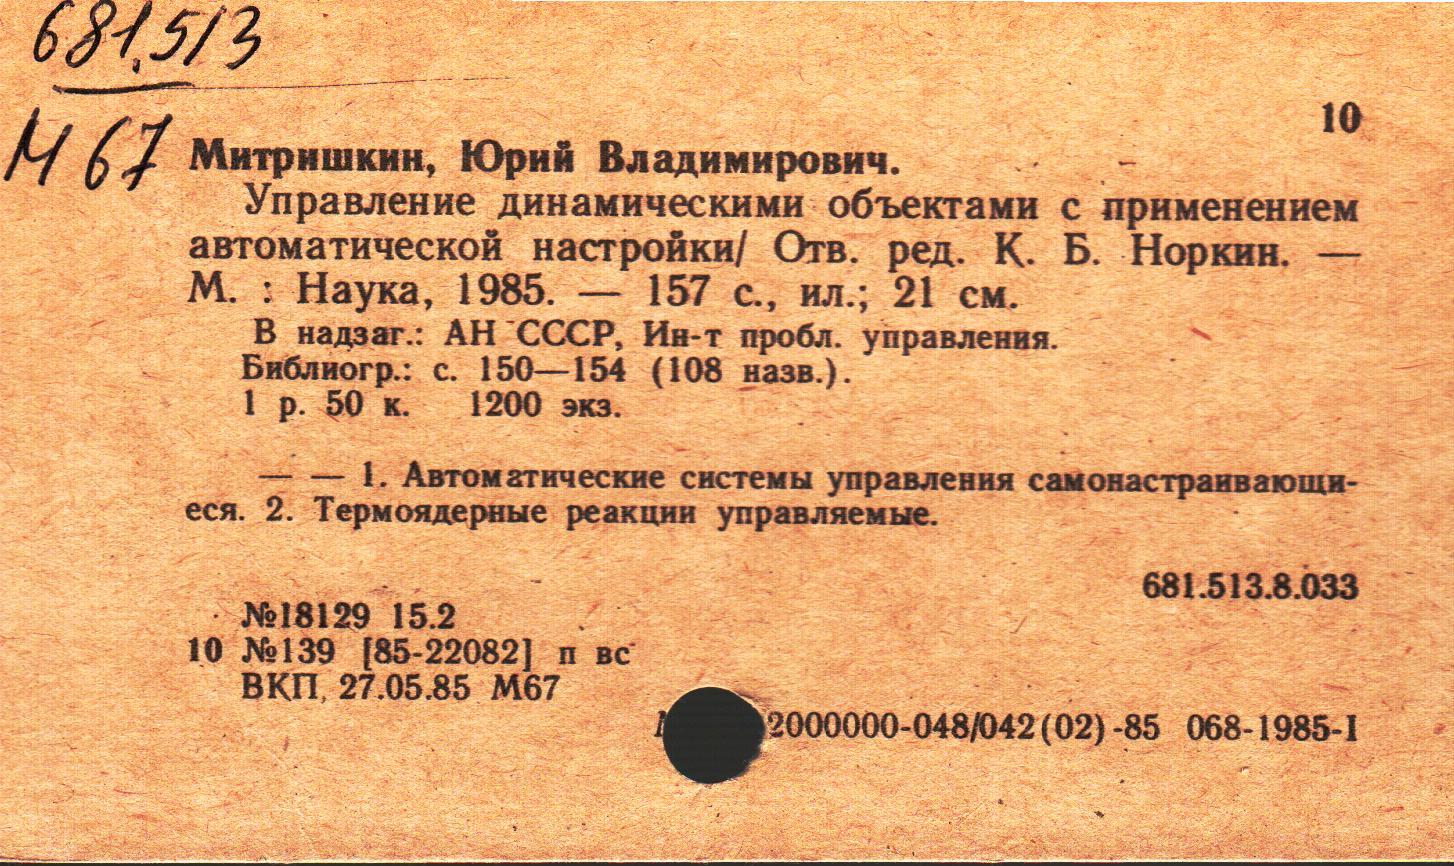 681.513
М 67
10
Митришкин, Юрий Владимирович.
Управление динамическими объектами с применением
автоматической настройки/ Отв. ред. К. Б. Норкин. —
М. : Наука, 1985. — 157 с., ил.; 21 см.
В надзаг.: АН СССР, Ин-т пробл. управления.
Библиогр.: с. 150—154 (108 назв.).
1 р. 50 к. 1200 экз.
— — 1. Автоматические системы управления самонастраивающи-
еся. 2. Термоядерные реакции управляемые.
681.513.8.033
№18129 15.2
10 №139 [85-22082] п вс
ВКП, 27.05.85 М67
2000000-048/042(02)-85 068-1985-I